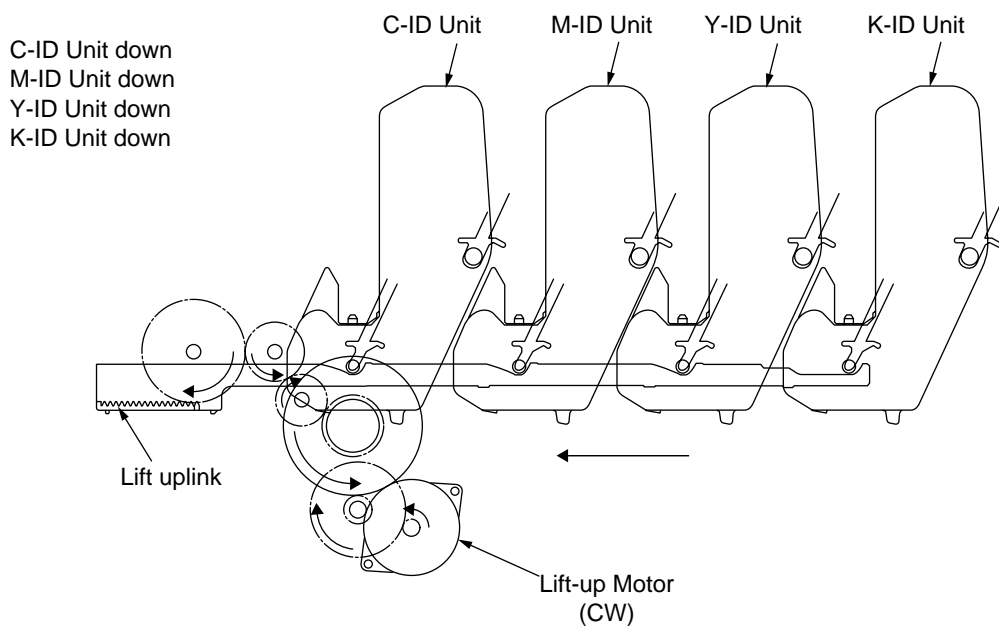 C-ID Unit down
M-ID Unit down
Y-ID Unit down
K-ID Unit down
C-ID Unit
M-ID Unit
Y-ID Unit
K-ID Unit
Lift uplink
Lift-up Motor
(CW)